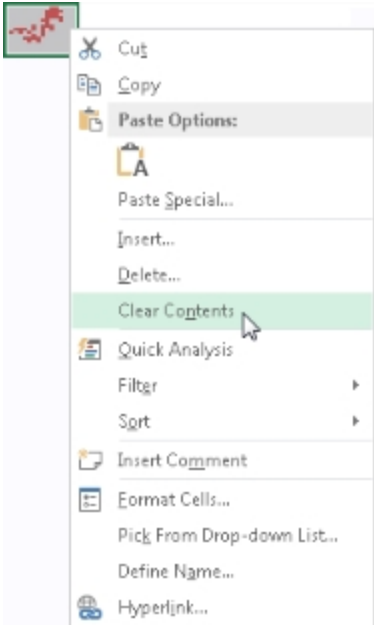 Cut
Copy
Paste Options:
A
Paste Special...
Insert...
Delete...
Clear Contents
Quick Analysis
Filter
Sort
Insert Comment
Format Cells...
Pick From Drop-down List...
Define Name...
Hyperlink...